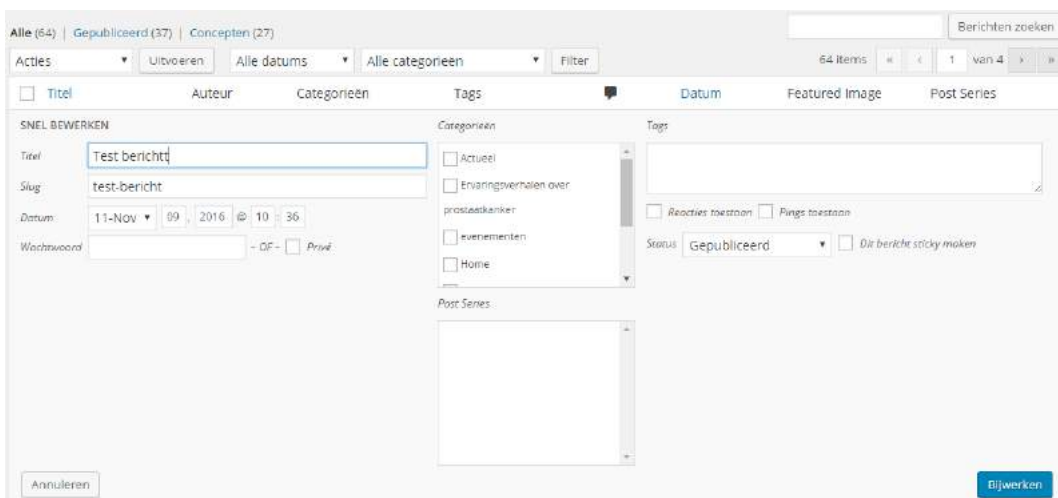 Alle (64) | Gepubliceerd (37) | Concepten (27)
Berichten zoeken
Acties Uitvoeren Alle datums Alle categorieën Filter 64 items « ‹ 1 van 4 › »
Titel Auteur Categorieën Tags Datum Featured Image Post Series
SNEL BEWERKEN Categorieën Tags
Titel Test berichtt
Slug test-bericht
Datum 11-Nov 09 , 2016 @ 10 : 36
Wachtwoord - OF - Privé
Actueel
Ervaringsverhalen over
prostaatkanker
evenementen
Home
Reacties toestaan Pings toestaan
Status Gepubliceerd Dit bericht sticky maken
Post Series
Annuleren Bijwerken